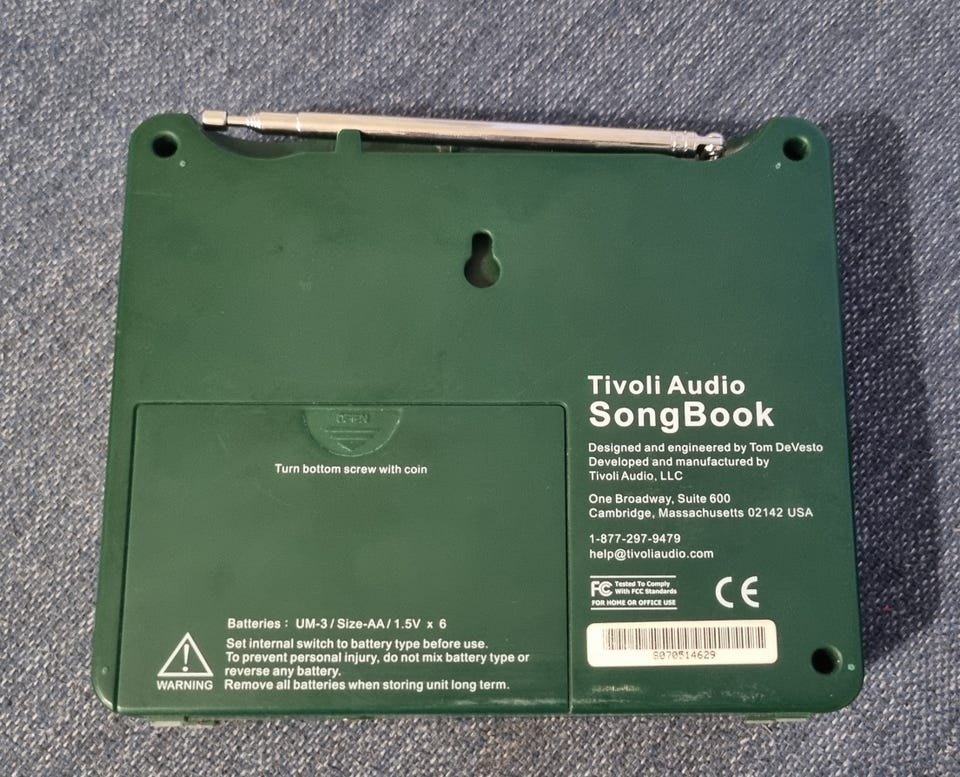 OPEN
Turn bottom screw with coin
Tivoli Audio
SongBook
Designed and engineered by Tom DeVesto
Developed and manufactured by
Tivoli Audio, LLC
One Broadway, Suite 600
Cambridge, Massachusetts 02142 USA
1-877-297-9479
help@tivoliaudio.com
FC Tested To Comply
With FCC Standards
FOR HOME OR OFFICE USE
CE
Batteries : UM-3 / Size-AA / 1.5V x 6
Set internal switch to battery type before use.
To prevent personal injury, do not mix battery type or
reverse any battery.
Remove all batteries when storing unit long term.
WARNING